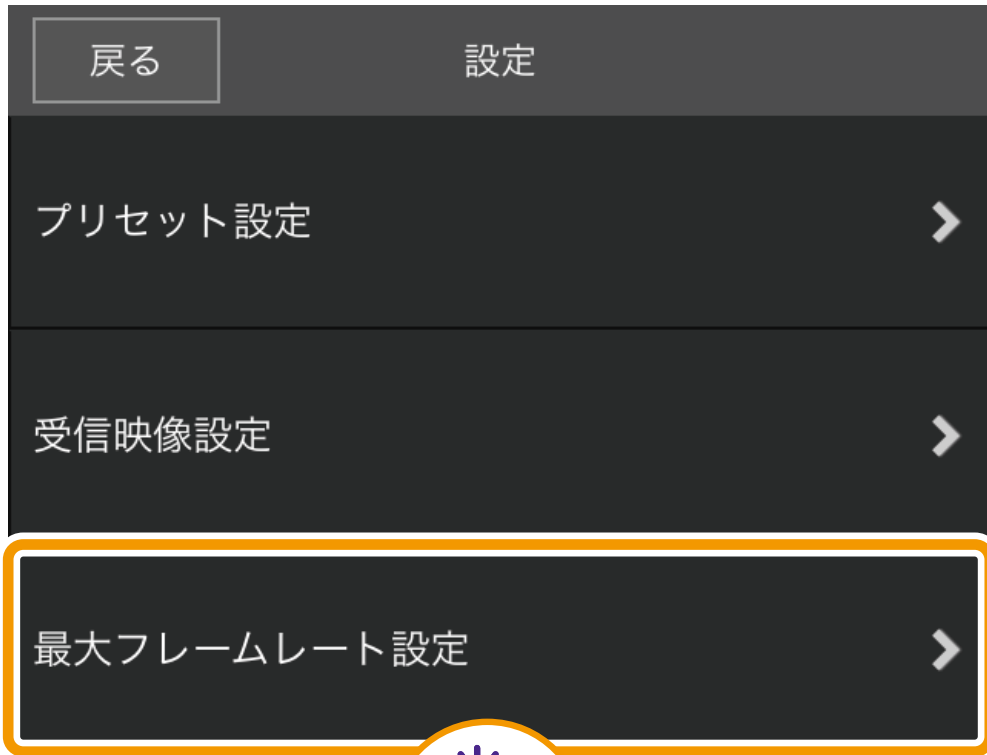 戻る
設定
プリセット設定
受信映像設定
最大フレームレート設定